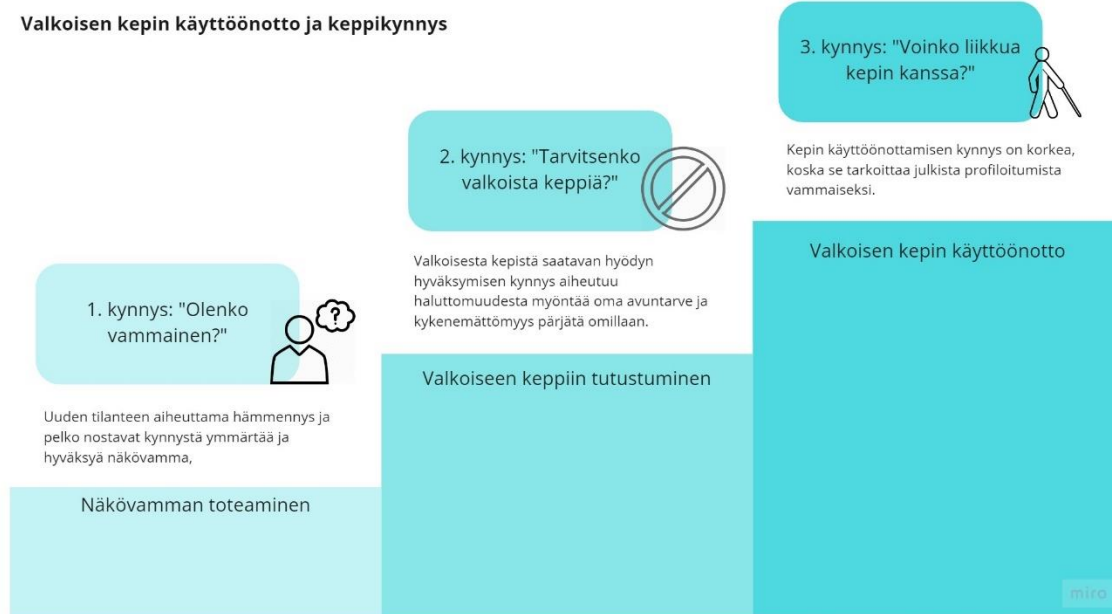 Valkoisen kepin käyttöönotto ja keppikynnys
1. kynnys: "Olenko
vammainen?"
?
Uuden tilanteen aiheuttama hämmennys ja
pelko nostavat kynnystä ymmärtää ja
hyväksyä näkövamma,
Näkövamman toteaminen
2. kynnys: "Tarvitsenko
valkoista keppiä?"
Valkoisesta kepistä saatavan hyödyn
hyväksymisen kynnys aiheutuu
haluttomuudesta myöntää oma avuntarve ja
kykenemättömyys pärjätä omillaan.
Valkoiseen keppiin tutustuminen
3. kynnys: "Voinko liikkua
kepin kanssa?"
Kepin käyttöönottamisen kynnys on korkea,
koska se tarkoittaa julkista profiloitumista
vammaiseksi.
Valkoisen kepin käyttöönotto
miro